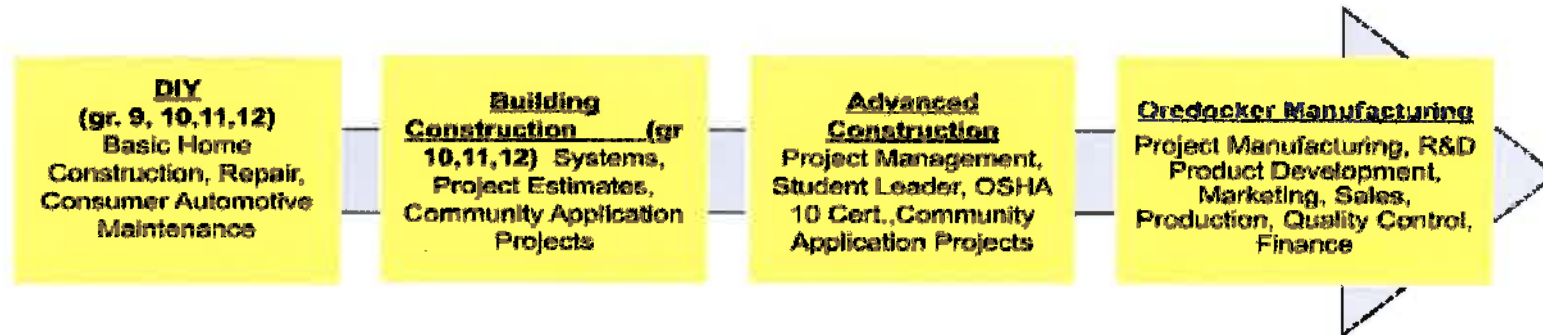 DIY
(gr. 9, 10,11,12)
Basic Home
Construction, Repair,
Consumer Automotive
Maintenance
Building
Construction (gr
10,11,12) Systems,
Project Estimates,
Community Application
Projects
Advanced
Construction
Project Management,
Student Leader, OSHA
10 Cert.,Community
Application Projects
Oredocker Manufacturing
Project Manufacturing, R&D
Product Development,
Marketing, Sales,
Production, Quality Control,
Finance